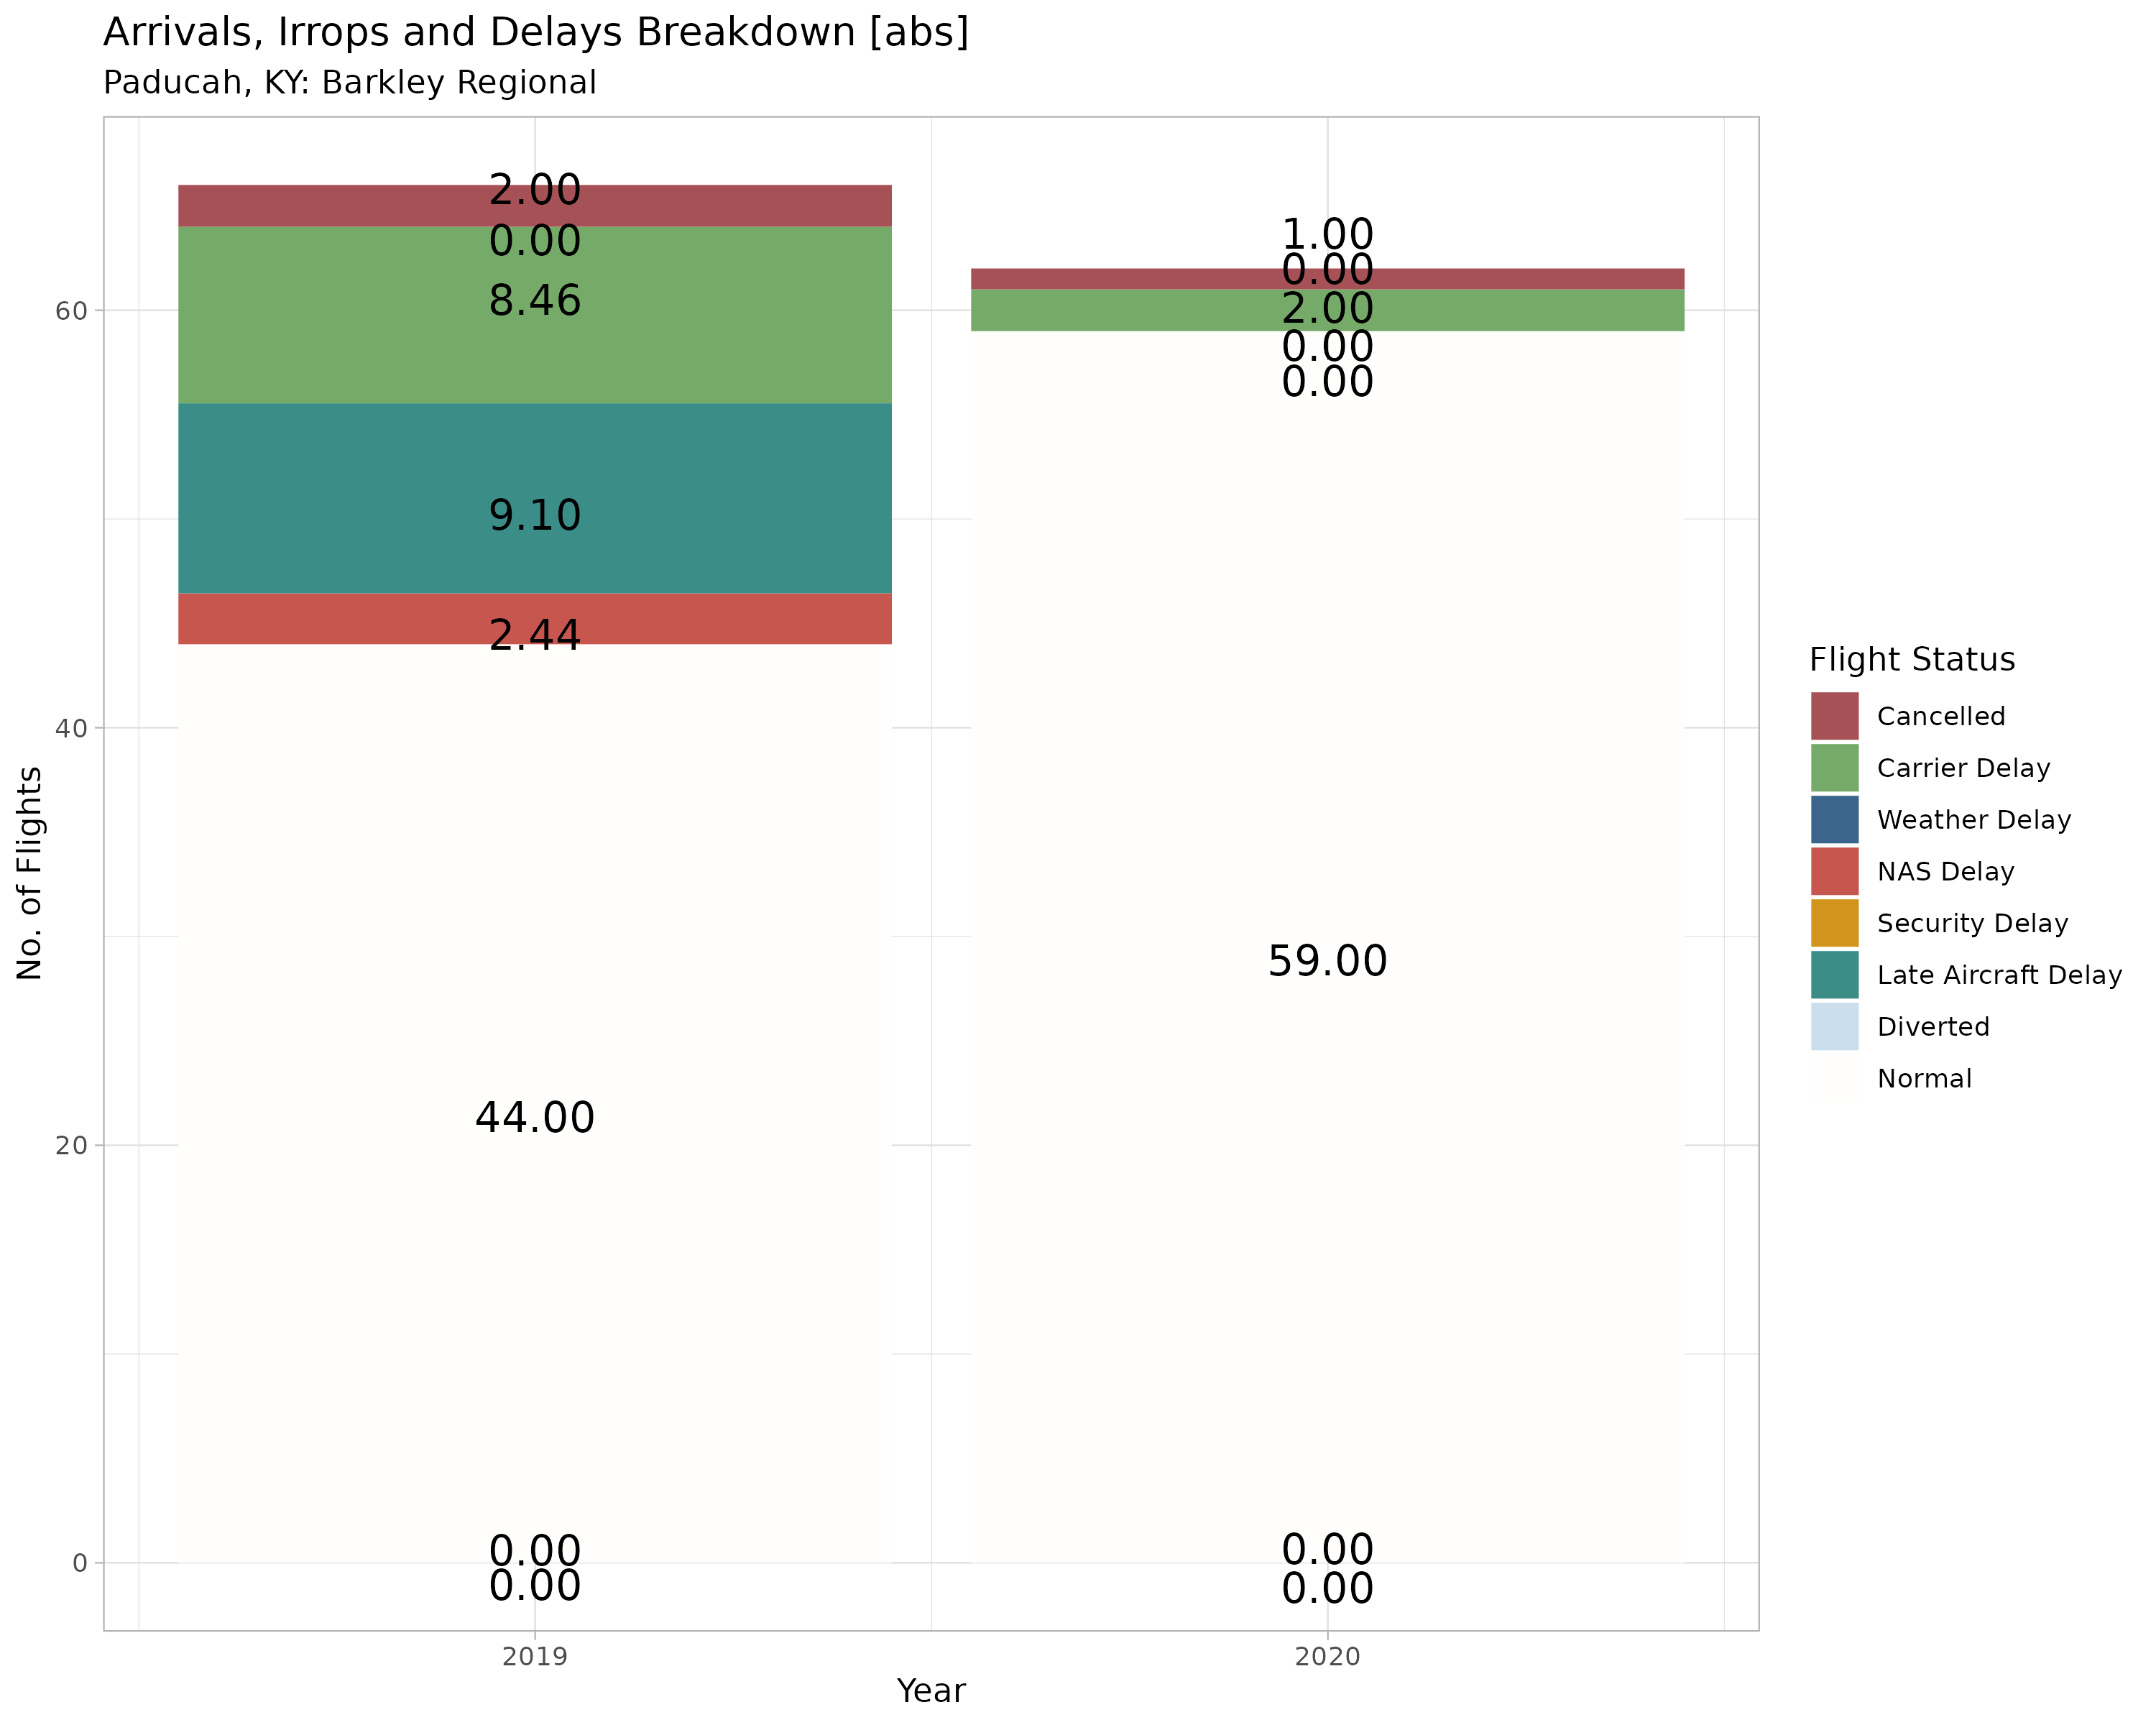 Arrivals, Irrops and Delays Breakdown [abs]
Paducah, KY: Barkley Regional
No. of Flights
60
40
20
0
2.00
0.00
8.46
9.10
2.44
44.00
0.00
0.00
1.00
0.00
2.00
0.00
0.00
59.00
0.00
0.00
2019
2020
Year
Flight Status
Cancelled
Carrier Delay
Weather Delay
NAS Delay
Security Delay
Late Aircraft Delay
Diverted
Normal